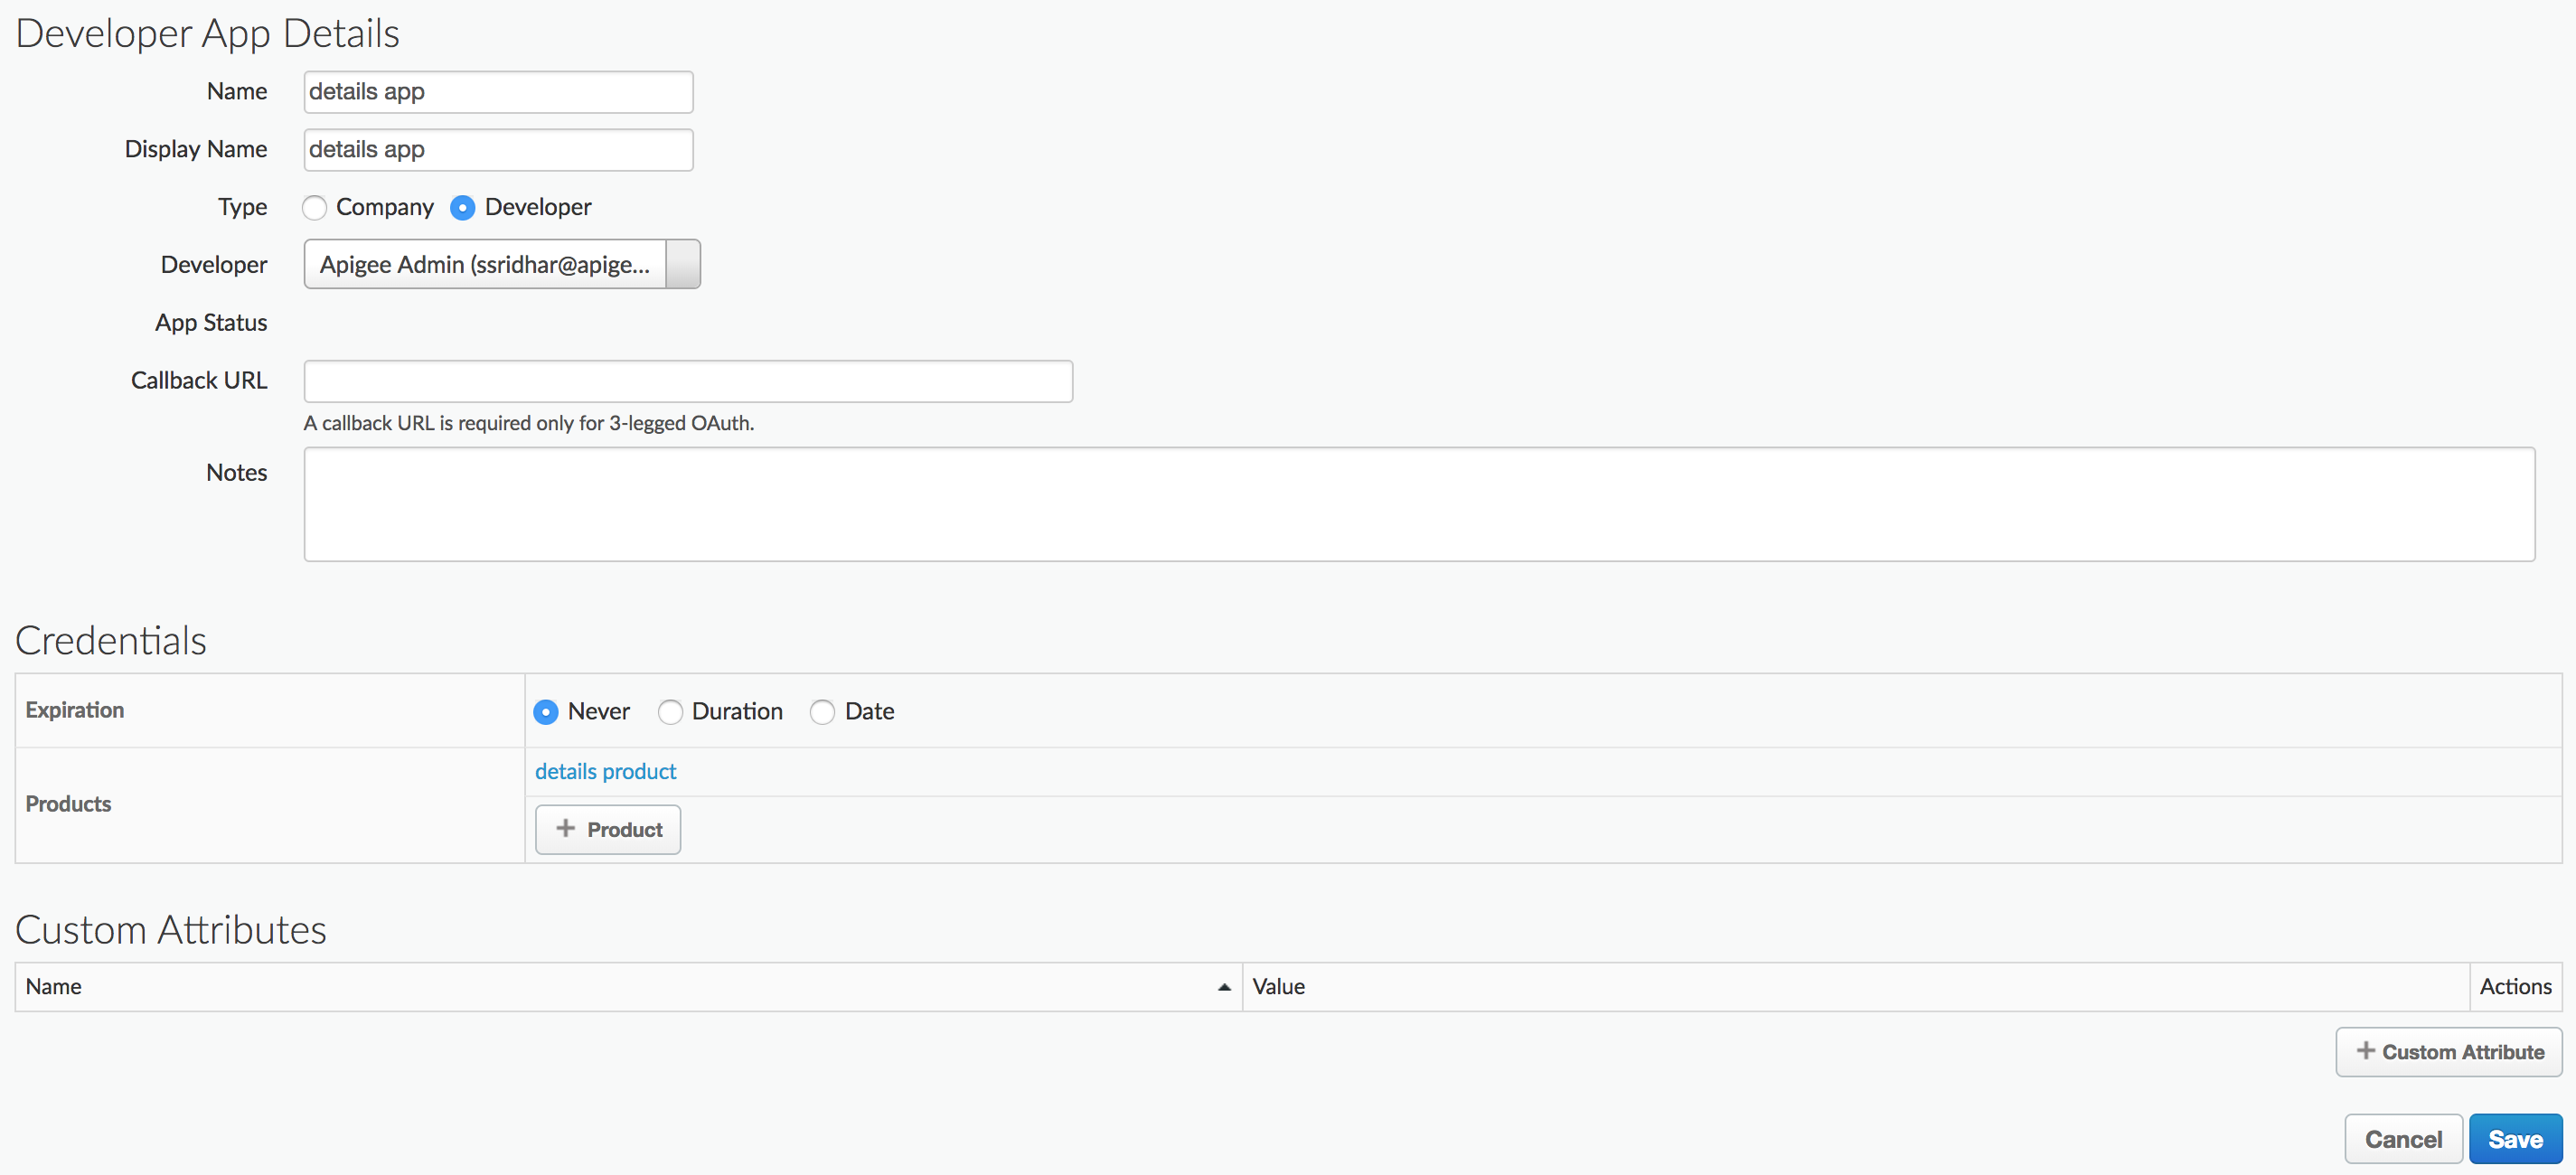 Developer App Details
Name details app
Display Name details app
Type Company Developer
Developer Apigee Admin (ssridhar@apige...
App Status
Callback URL
A callback URL is required only for 3-legged OAuth.
Notes
Credentials
Expiration Never Duration Date
details product
Products
+ Product
Custom Attributes
Name Value Actions
+ Custom Attribute
Cancel Save